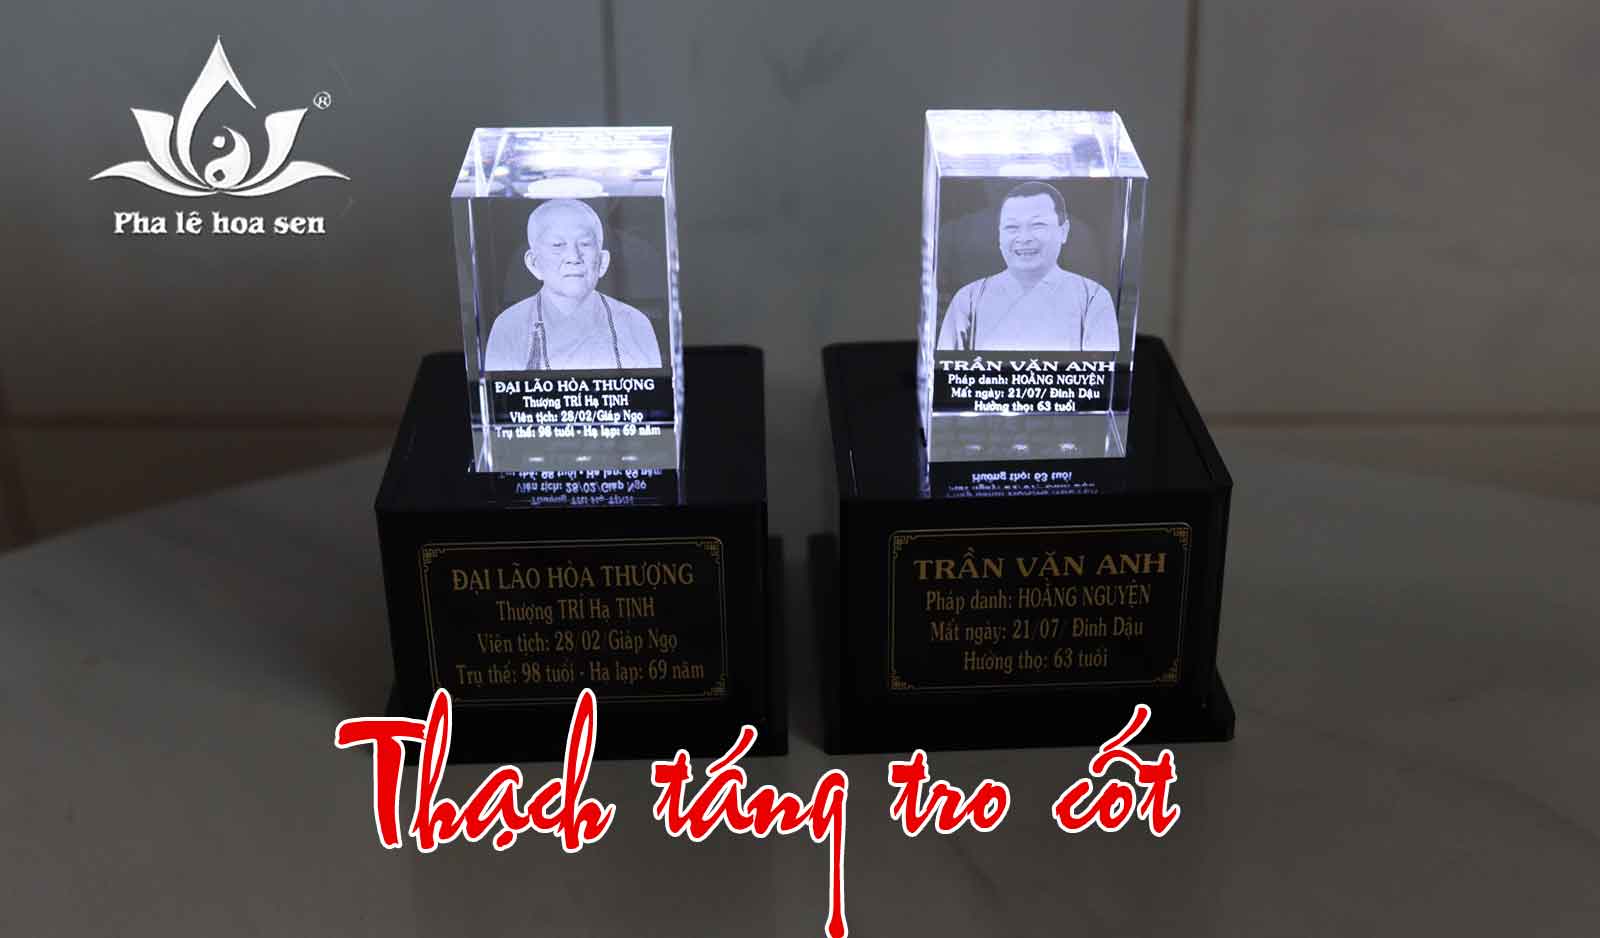 ®
Pha lê hoa sen
ĐẠI LÃO HÒA THƯỢNG
Thượng TRÍ Hạ TỊNH
Viên tịch: 28/02/Giáp Ngọ
Trụ thế: 98 tuổi - Hạ lạp: 69 năm
TRẦN VĂN ANH
Pháp danh: HOẰNG NGUYỆN
Mất ngày: 21/07/ Đinh Dậu
Hưởng thọ: 63 tuổi
ĐẠI LÃO HÒA THƯỢNG
Thượng TRÍ Hạ TỊNH
Viên tịch: 28/02/Giáp Ngọ
Trụ thế: 98 tuổi - Hạ lạp: 69 năm
TRẦN VĂN ANH
Pháp danh: HOẰNG NGUYỆN
Mất ngày: 21/07/ Đinh Dậu
Hưởng thọ: 63 tuổi
Thạch táng tro cốt